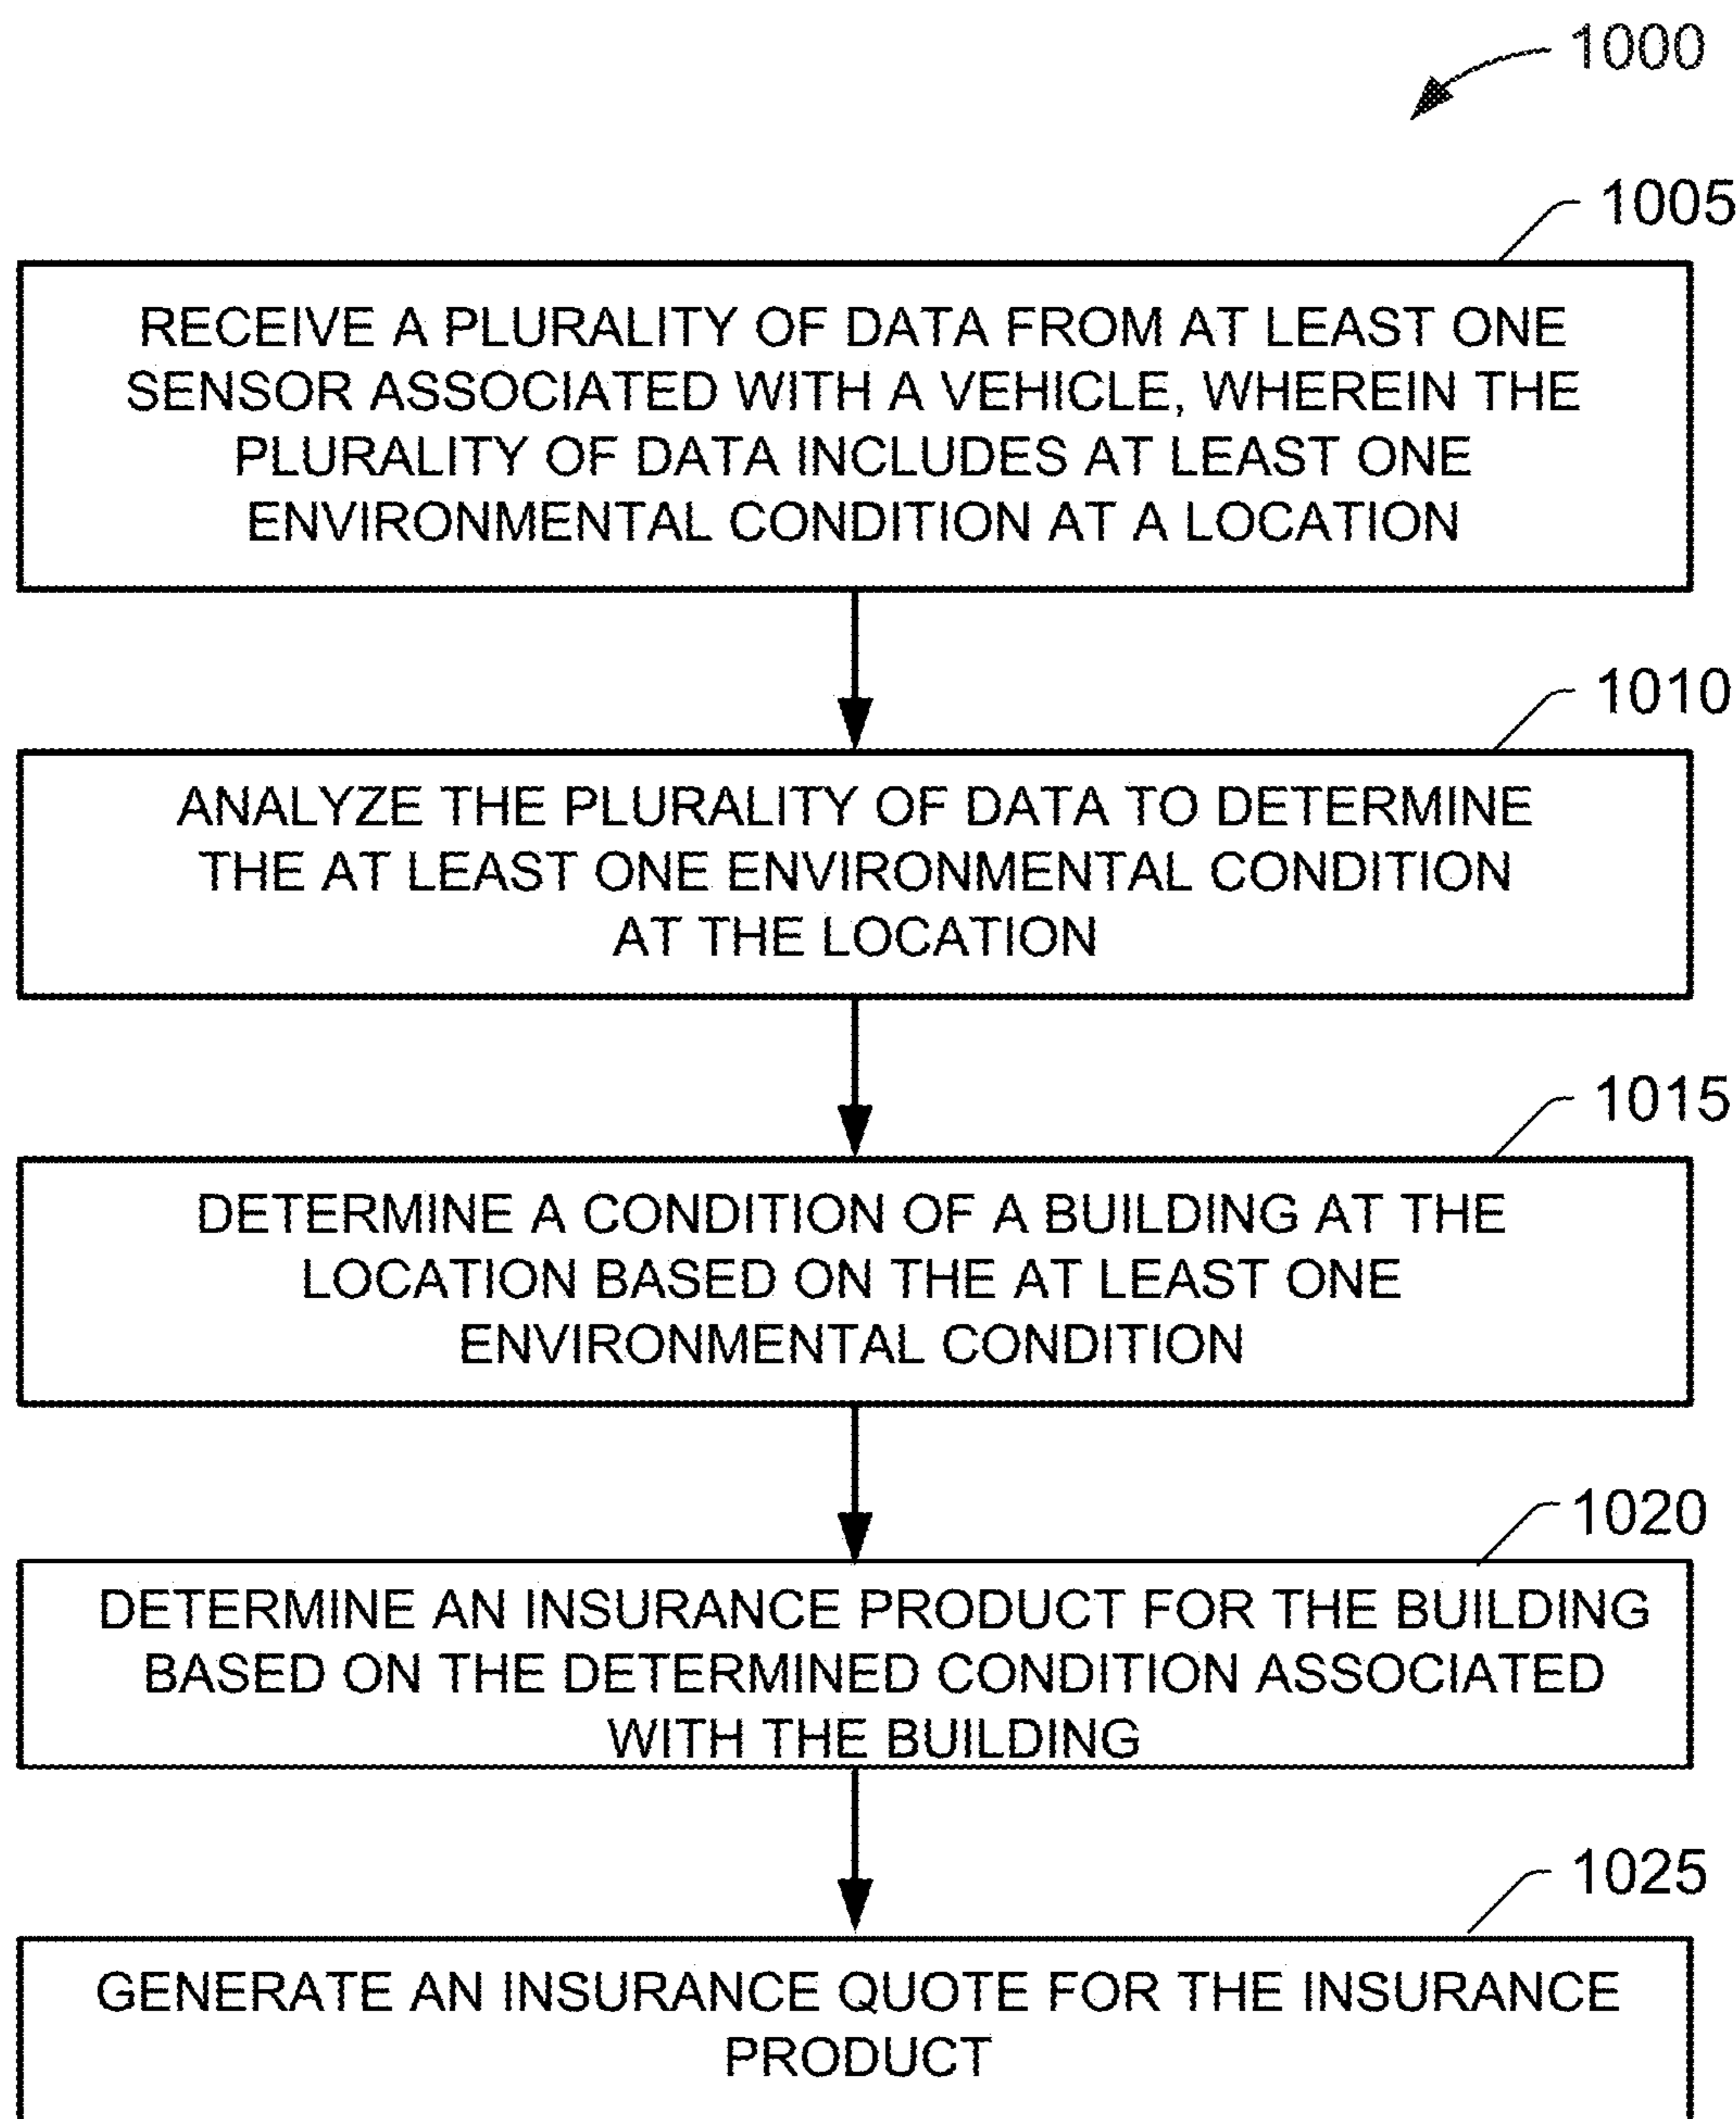 1000
1005
RECEIVE A PLURALITY OF DATA FROM AT LEAST ONE
SENSOR ASSOCIATED WITH A VEHICLE, WHEREIN THE
PLURALITY OF DATA INCLUDES AT LEAST ONE
ENVIRONMENTAL CONDITION AT A LOCATION
1010
ANALYZE THE PLURALITY OF DATA TO DETERMINE
THE AT LEAST ONE ENVIRONMENTAL CONDITION
AT THE LOCATION
1015
DETERMINE A CONDITION OF A BUILDING AT THE
LOCATION BASED ON THE AT LEAST ONE
ENVIRONMENTAL CONDITION
1020
DETERMINE AN INSURANCE PRODUCT FOR THE BUILDING
BASED ON THE DETERMINED CONDITION ASSOCIATED
WITH THE BUILDING
1025
GENERATE AN INSURANCE QUOTE FOR THE INSURANCE
PRODUCT